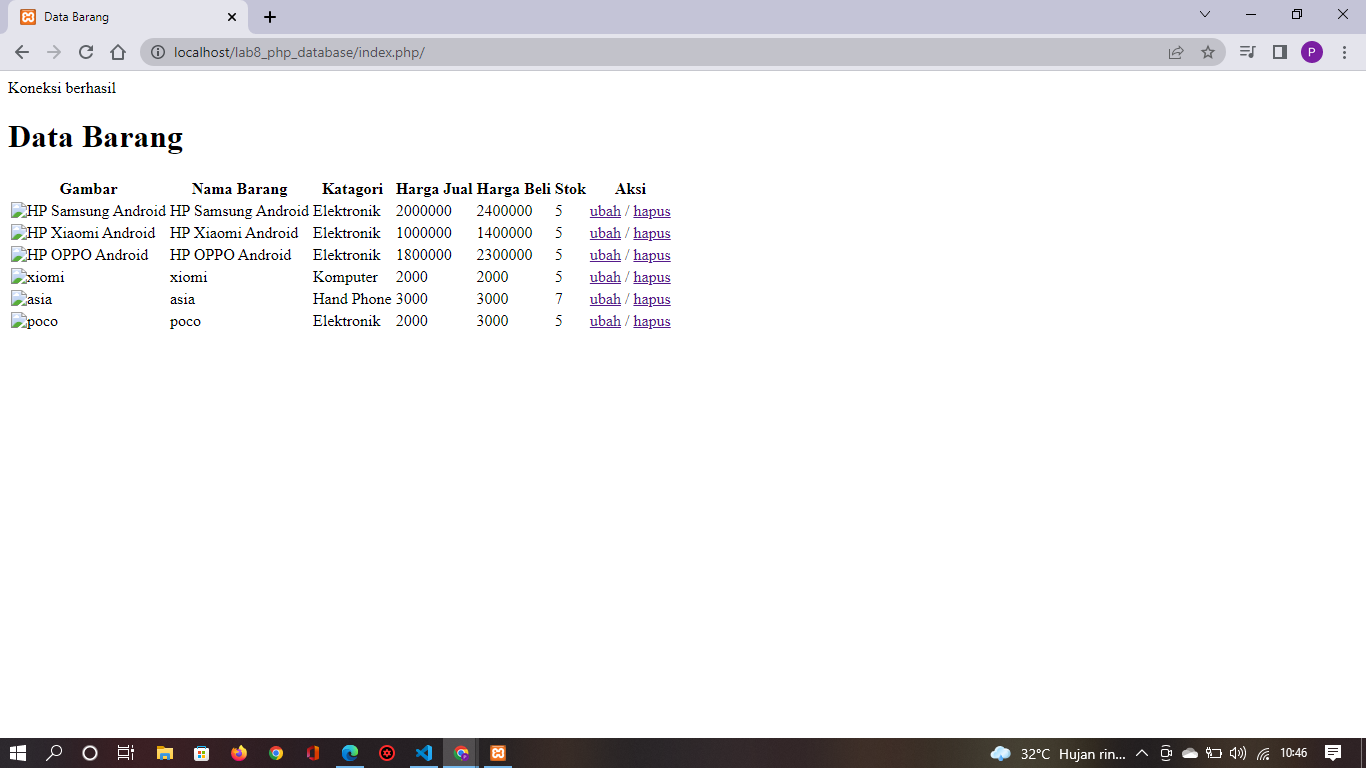 Data Barang
localhost/lab8_php_database/index.php/
P
Koneksi berhasil
Data Barang
Gambar Nama Barang Katagori Harga Jual Harga Beli Stok Aksi
HP Samsung Android HP Samsung Android Elektronik 2000000 2400000 5 ubah / hapus
HP Xiaomi Android HP Xiaomi Android Elektronik 1000000 1400000 5 ubah / hapus
HP OPPO Android HP OPPO Android Elektronik 1800000 2300000 5 ubah / hapus
xiomi xiomi Komputer 2000 2000 5 ubah / hapus
asia asia Hand Phone 3000 3000 7 ubah / hapus
poco poco Elektronik 2000 3000 5 ubah / hapus
32°C Hujan rin... 10:46